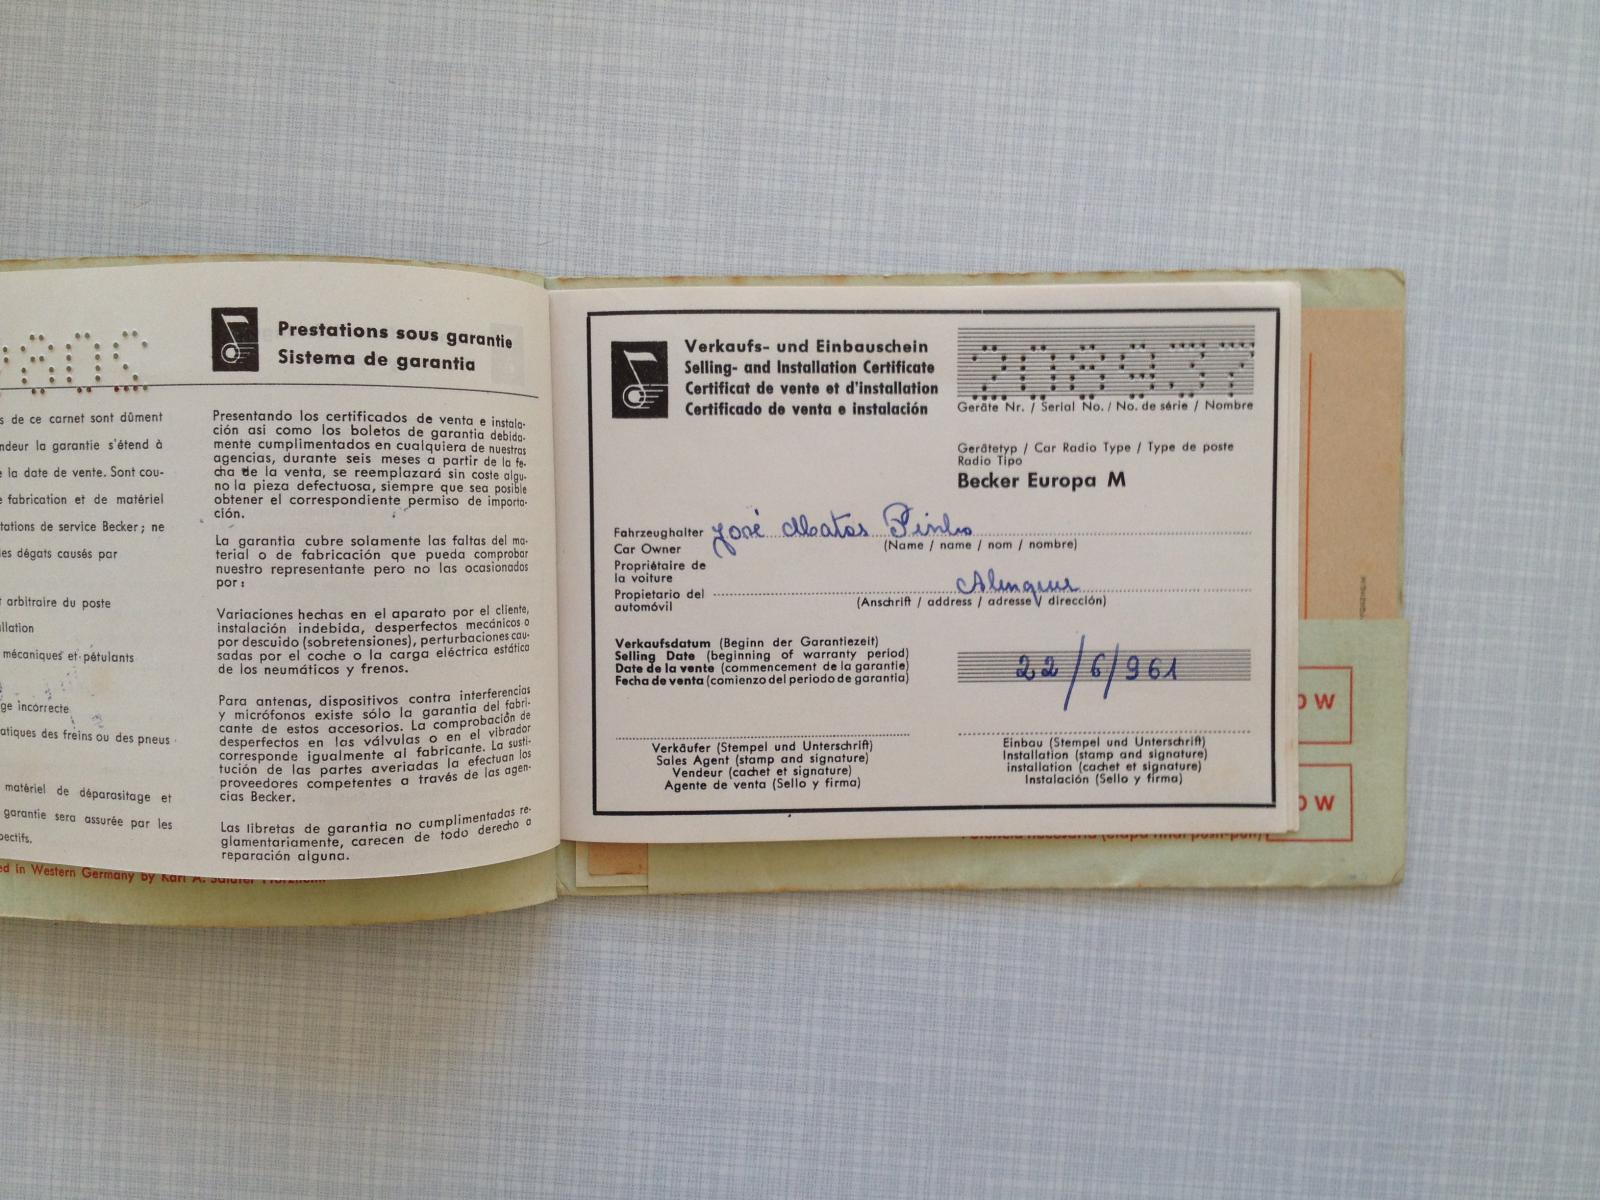 s de ce carnet sont dûment
ndeur la garantie s'étend à
e la date de vente. Sont cou-
e fabrication et de matériel
tations de service Becker; ne
les dégats causés par
arbitraire du poste
llation
mécaniques et pétulants
ge incorrecte
atiques des freins ou des pneus
matériel de déparasitage et
garantie sera assurée par les
pectifs.
ed in Western Germany by Karl A.
Prestations sous garantie
Sistema de garantia
Presentando los certificados de venta e instala-
ción asi como los boletos de garantia debida-
mente cumplimentados en cualquiera de nuestras
agencias, durante seis meses a partir de la fe-
cha de la venta, se reemplazará sin coste algu-
no la pieza defectuosa, siempre que sea posible
obtener el correspondiente permiso de importa-
ción.
La garantia cubre solamente las faltas del ma-
terial o de fabricación que pueda comprobar
nuestro representante pero no las ocasionados
por:
Variaciones hechas en el aparato por el cliente,
instalación indebida, desperfectos mecánicos o
por descuido (sobretensiones), perturbaciones cau-
sadas por el coche o la carga eléctrica estática
de los neumáticos y frenos.
Para antenas, dispositivos contra interferencias
y micrófonos existe sólo la garantia del fabri-
cante de estos accesorios. La comprobación de
desperfectos en las válvulas o en el vibrador
corresponde igualmente al fabricante. La susti-
tución de las partes averiadas la efectuan los
proveedores competentes a través de las agen-
cias Becker.
Las libretas de garantia no cumplimentadas re-
glamentariamente, carecen de todo derecho a
reparación alguna.
Verkaufs- und Einbauschein
Selling- and Installation Certificate
Certificat de vente et d'installation
Certificado de venta e instalación
208937
Geräte Nr. / Serial No. / No. de série / Nombre
Gerätetyp / Car Radio Type / Type de poste
Radio Tipo
Becker Europa M
Fahrzeughalter José Matos Pinho
Car Owner (Name / name / nom / nombre)
Propriétaire de
la voiture
Propietario del Alenquer
automóvil (Anschrift / address / adresse / dirección)
Verkaufsdatum (Beginn der Garantiezeit)
Selling Date (beginning of warranty period)
Date de la vente (commencement de la garantie)
Fecha de venta (comienzo del periodo de garantia)
22/6/961
Verkäufer (Stempel und Unterschrift)
Sales Agent (stamp and signature)
Vendeur (cachet et signature)
Agente de venta (Sello y firma)
Einbau (Stempel und Unterschrift)
Installation (stamp and signature)
installation (cachet et signature)
Instalación (Sello y firma)
W
W